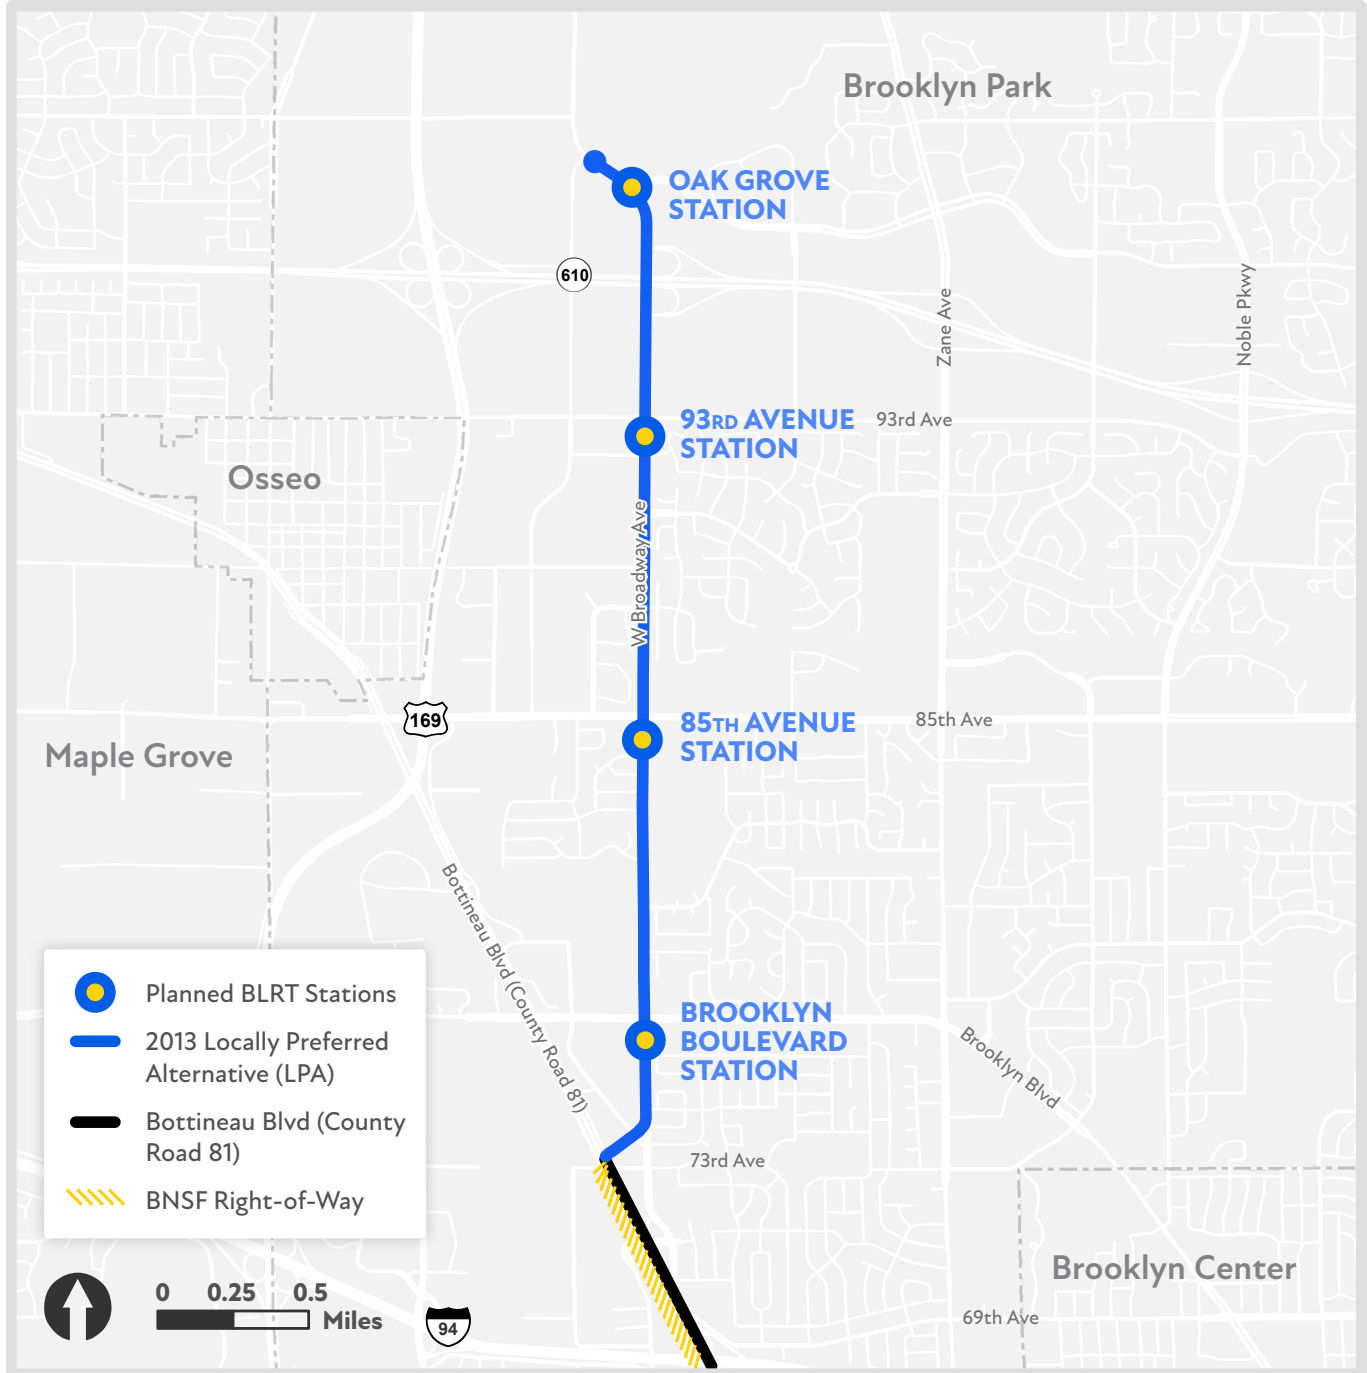 Brooklyn Park
OAK GROVE
STATION
610
Zane Ave
Noble Pkwy
93RD AVENUE
STATION
93rd Ave
Osseo
W Broadway Ave
169
85TH AVENUE
STATION
85th Ave
Maple Grove
Bottineau Blvd (County Road 81)
BROOKLYN
BOULEVARD
STATION
Brooklyn Blvd
73rd Ave
Planned BLRT Stations
2013 Locally Preferred
Alternative (LPA)
Bottineau Blvd (County
Road 81)
BNSF Right-of-Way
Brooklyn Center
69th Ave
0 0.25 0.5
Miles
94